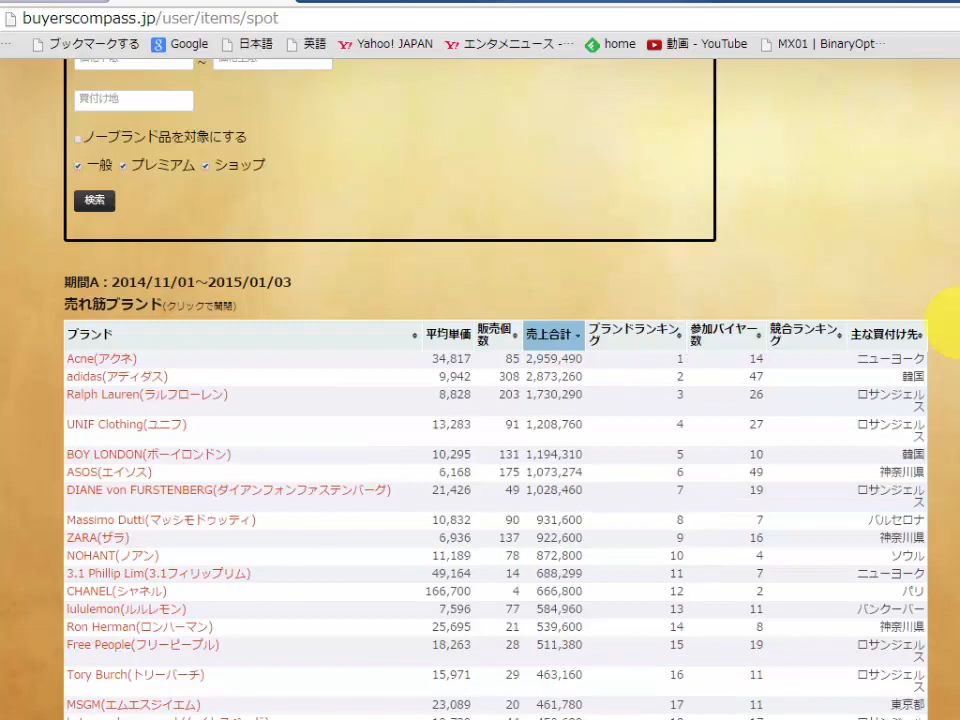 buyerscompass.jp/user/items/spot
ブックマークする Google 日本語 英語 Yahoo! JAPAN エンタメニュース -… home 動画 - YouTube MX01 | BinaryOpt…
~
買付け地
ノーブランド品を対象にする
一般 プレミアム ショップ
検索
期間A：2014/11/01～2015/01/03
売れ筋ブランド(クリックで開閉)
ブランド 平均単価 販売個数 売上合計 ブランドランキング 参加バイヤー数 競合ランキング 主な買付け先
Acne(アクネ) 34,817 85 2,959,490 1 14 ニューヨーク
adidas(アディダス) 9,942 308 2,873,260 2 47 韓国
Ralph Lauren(ラルフローレン) 8,828 203 1,730,290 3 26 ロサンジェルス
UNIF Clothing(ユニフ) 13,283 91 1,208,760 4 27 ロサンジェルス
BOY LONDON(ボーイロンドン) 10,295 131 1,194,310 5 10 韓国
ASOS(エイソス) 6,168 175 1,073,274 6 49 神奈川県
DIANE von FURSTENBERG(ダイアンフォンファステンバーグ) 21,426 49 1,028,460 7 19 ロサンジェルス
Massimo Dutti(マッシモドゥッティ) 10,832 90 931,600 8 7 バルセロナ
ZARA(ザラ) 6,936 137 922,600 9 16 神奈川県
NOHANT(ノアン) 11,189 78 872,800 10 4 ソウル
3.1 Phillip Lim(3.1フィリップリム) 49,164 14 688,299 11 7 ニューヨーク
CHANEL(シャネル) 166,700 4 666,800 12 2 パリ
lululemon(ルルレモン) 7,596 77 584,960 13 11 バンクーバー
Ron Herman(ロンハーマン) 25,695 21 539,600 14 8 神奈川県
Free People(フリーピープル) 18,263 28 511,380 15 19 ロサンジェルス
Tory Burch(トリーバーチ) 15,971 29 463,160 16 11 ロサンジェルス
MSGM(エムエスジイエム) 23,089 20 461,780 17 11 東京都